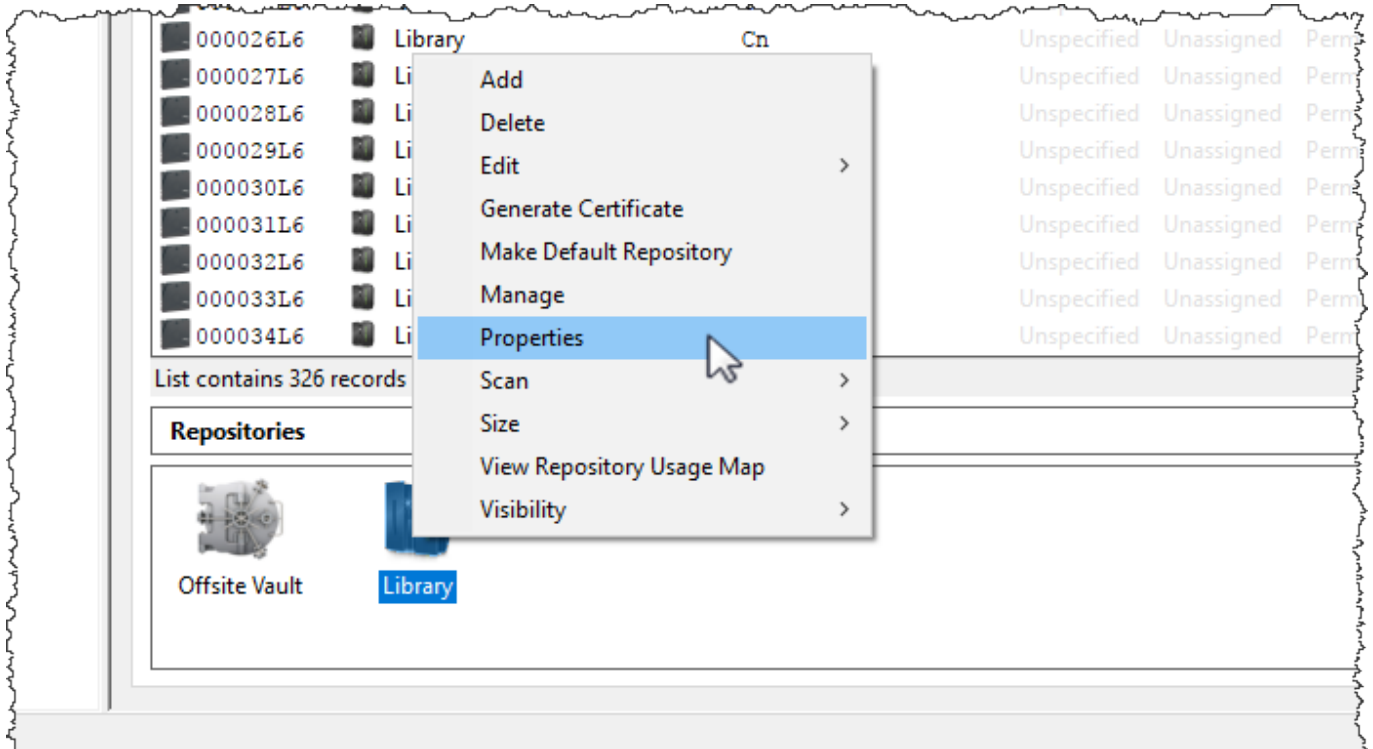 000026L6 Library Cn Unspecified Unassigned Perm
000027L6 Li Unspecified Unassigned Perm
000028L6 Li Unspecified Unassigned Perm
000029L6 Li Unspecified Unassigned Perm
000030L6 Li Unspecified Unassigned Perm
000031L6 Li Unspecified Unassigned Perm
000032L6 Li Unspecified Unassigned Perm
000033L6 Li Unspecified Unassigned Perm
000034L6 Li Unspecified Unassigned Perm
Add
Delete
Edit
Generate Certificate
Make Default Repository
Manage
Properties
Scan
Size
View Repository Usage Map
Visibility
List contains 326 records
Repositories
Offsite Vault
Library